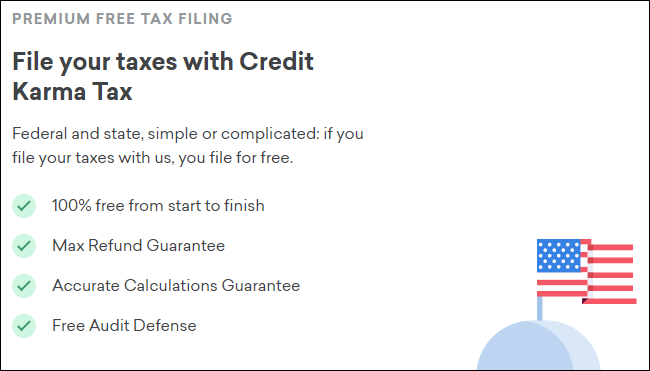 PREMIUM FREE TAX FILING
File your taxes with Credit
Karma Tax
Federal and state, simple or complicated: if you
file your taxes with us, you file for free.
100% free from start to finish
Max Refund Guarantee
Accurate Calculations Guarantee
Free Audit Defense